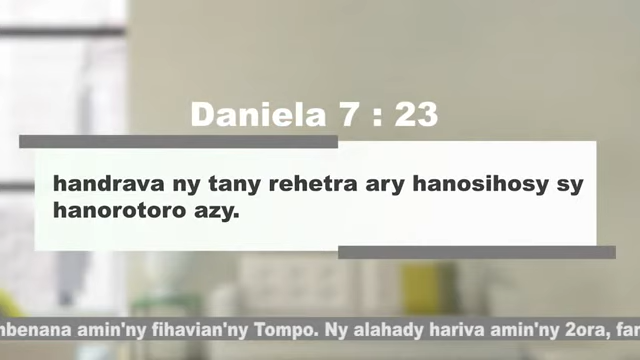 Daniela 7 : 23
handrava ny tany rehetra ary hanosihosy sy
hanorotoro azy.
amin'ny fihavian'ny Tompo. Ny alahady hariva amin'ny 2ora,